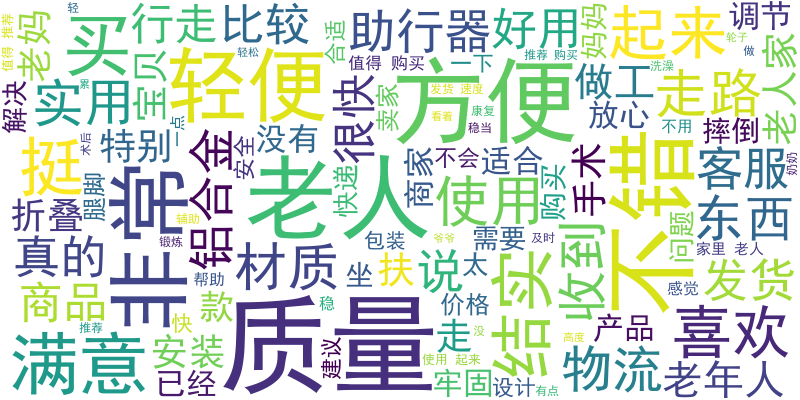 轻
值得 推荐
老妈
买
行走
比较
轻松
合适
助行器
好用
妈妈
起来
调节
轮子
宝贝
轻便
值得 购买
一下
推荐 购买
做
解决
实用
累
很快
卖家
方便
发货 速度
康复
看着
稳当
做工
洗澡
放心
走路
老人家
不用
摔倒
术后
特别
一点
没有
安全
挺
非常
铝合金
老人
快递
商家
不会
适合
使用
购买
手术
不错
客服
奶奶
东西
腿脚
折叠
辅助
锻炼
真的
帮助
材质
包装
坐
扶
爷爷
说
需要
太
及时
收到
问题
家里 老人
感觉
发货
商品
款
稳
质量
价格
结实
快
推荐
满意
安装
已经
建议
走
没
使用 起来
牢固
设计
有点
产品
高度
物流
喜欢
老年人